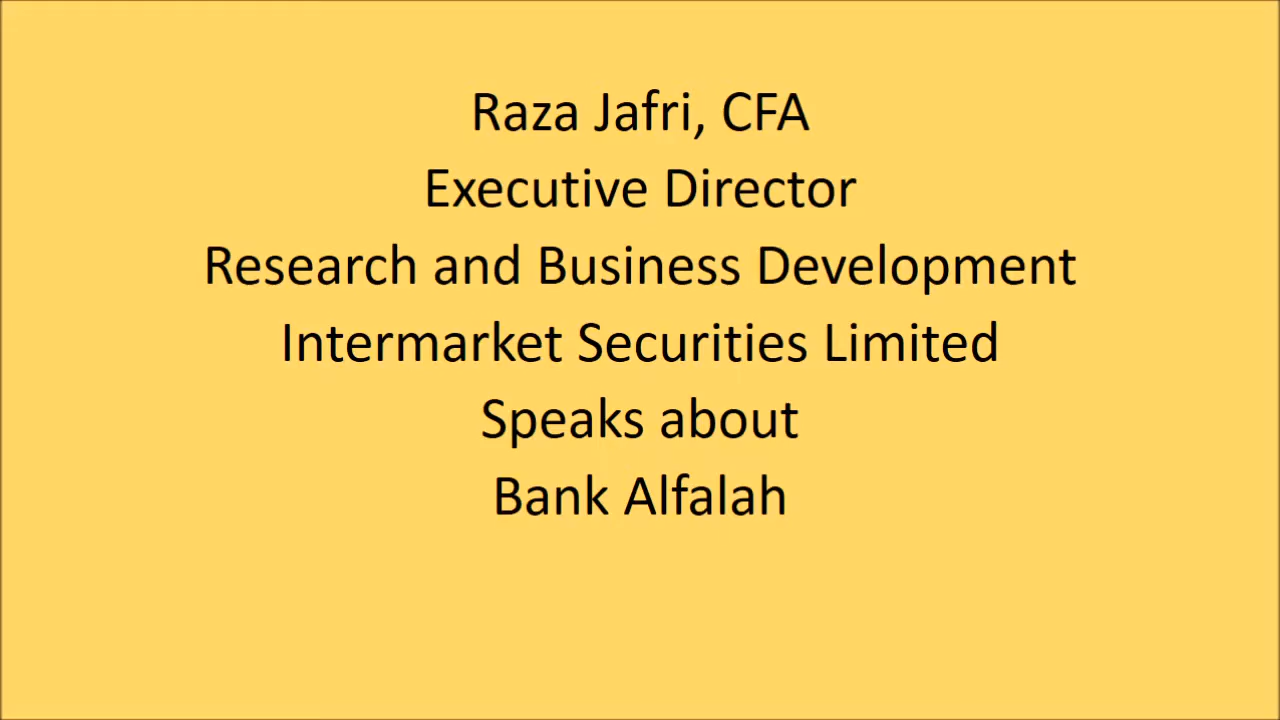 Raza Jafri, CFA
Executive Director
Research and Business Development
Intermarket Securities Limited
Speaks about
Bank Alfalah